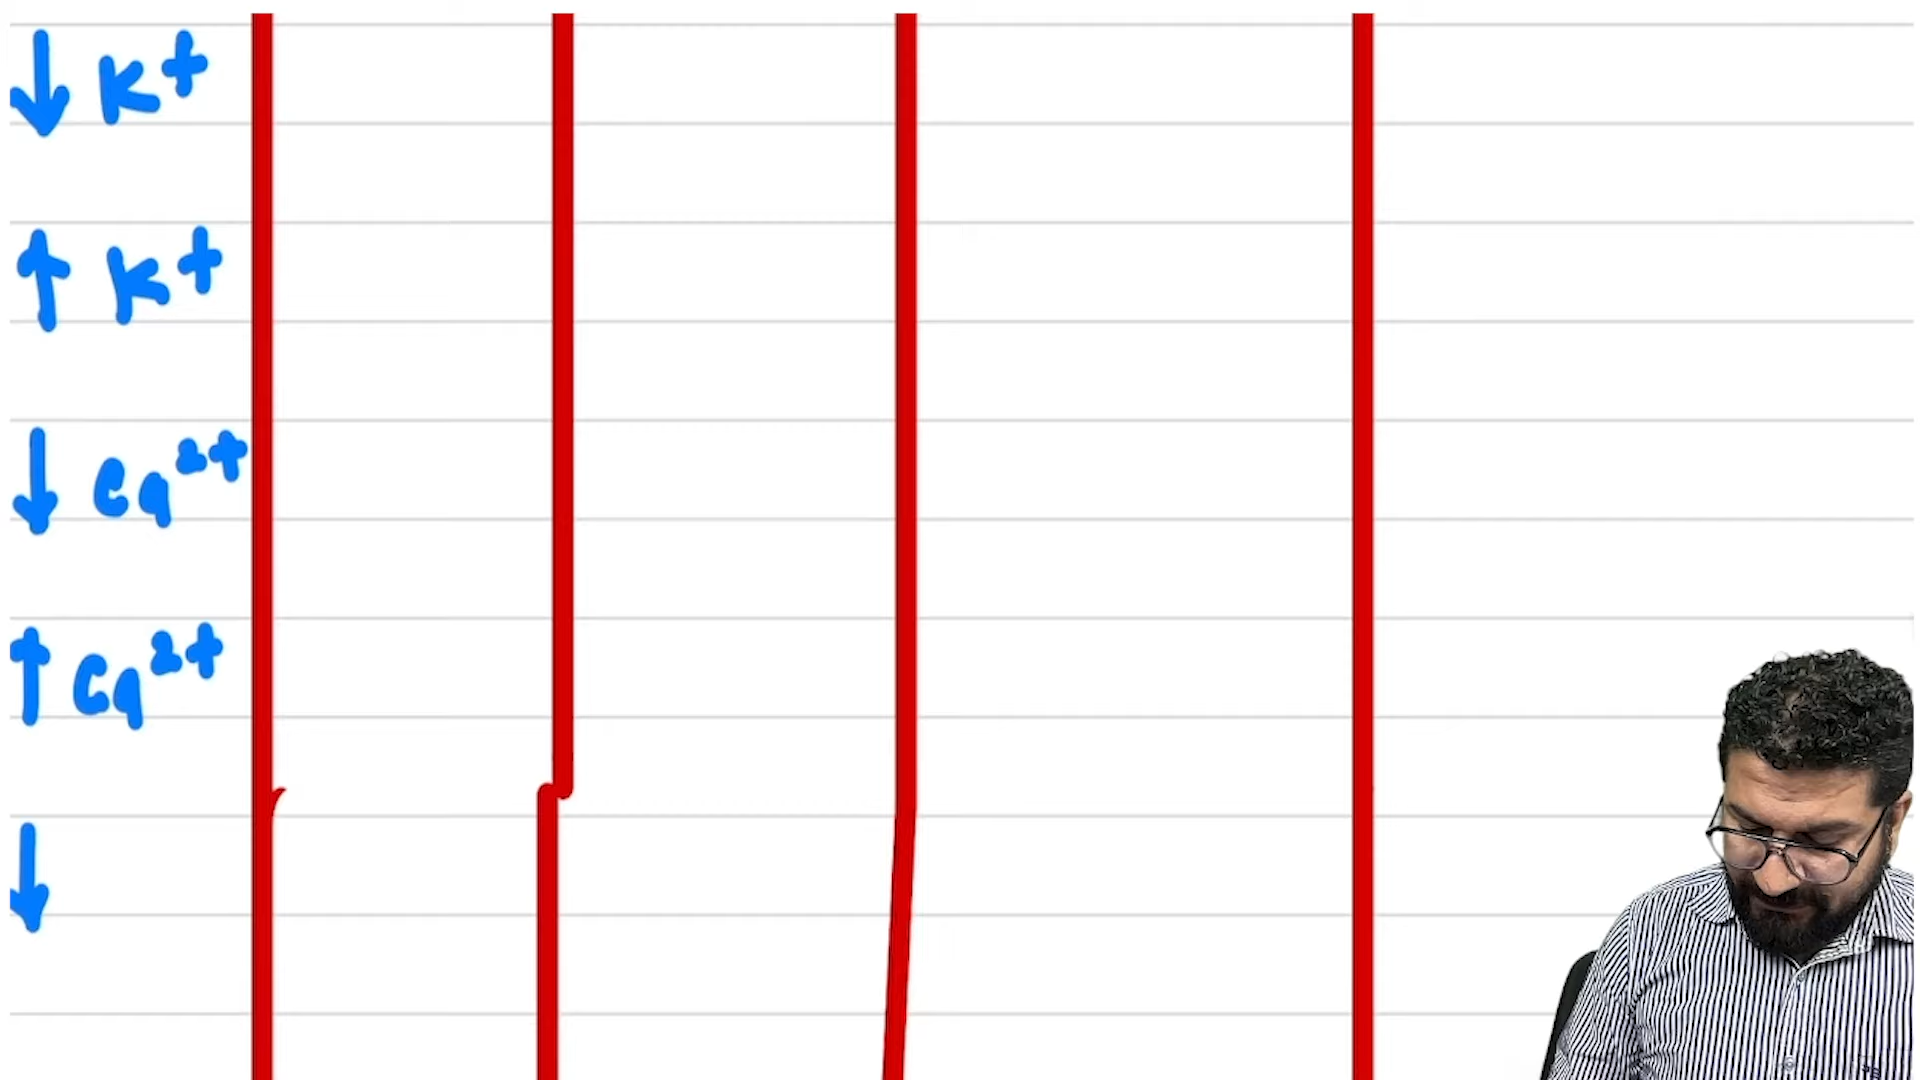 ↓ K+
↑ K+
↓ Ca²⁺
↑ Ca²⁺
↓